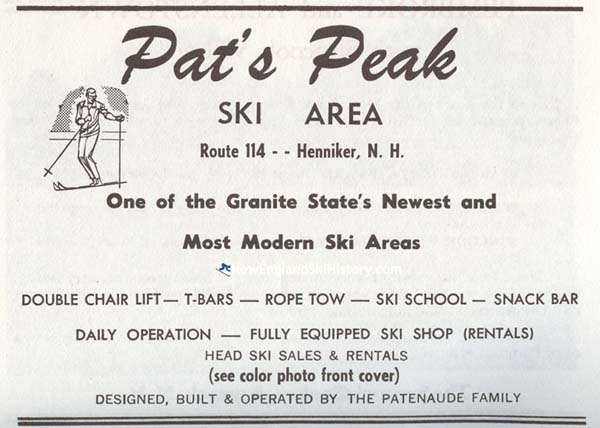 Pat's Peak
SKI AREA
Route 114 - - Henniker, N. H.
One of the Granite State's Newest and
Most Modern Ski Areas
NewEnglandSkiHistory.com
DOUBLE CHAIR LIFT — T-BARS — ROPE TOW — SKI SCHOOL — SNACK BAR
DAILY OPERATION — FULLY EQUIPPED SKI SHOP (RENTALS)
HEAD SKI SALES & RENTALS
(see color photo front cover)
DESIGNED, BUILT & OPERATED BY THE PATENAUDE FAMILY